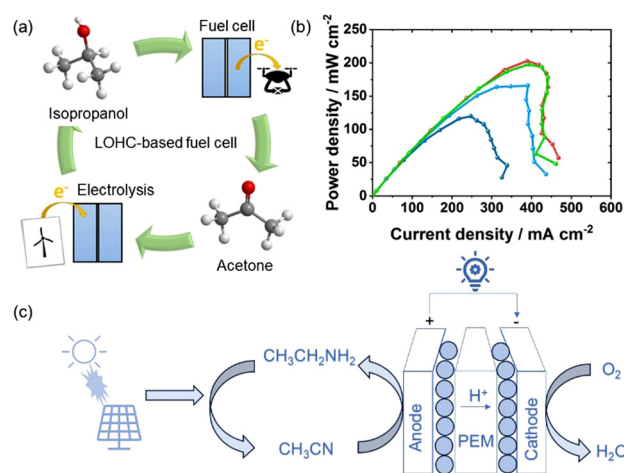 (a)
Fuel cell
e-
Isopropanol
LOHC-based fuel cell
Electrolysis
e-
Acetone
(b)
Power density / mW cm-2
250
200
150
100
50
0
0 100 200 300 400 500 600
Current density / mA cm-2
(c)
+ -
CH3CH2NH2
CH3CN
Anode
H+
PEM
Cathode
O2
H2O